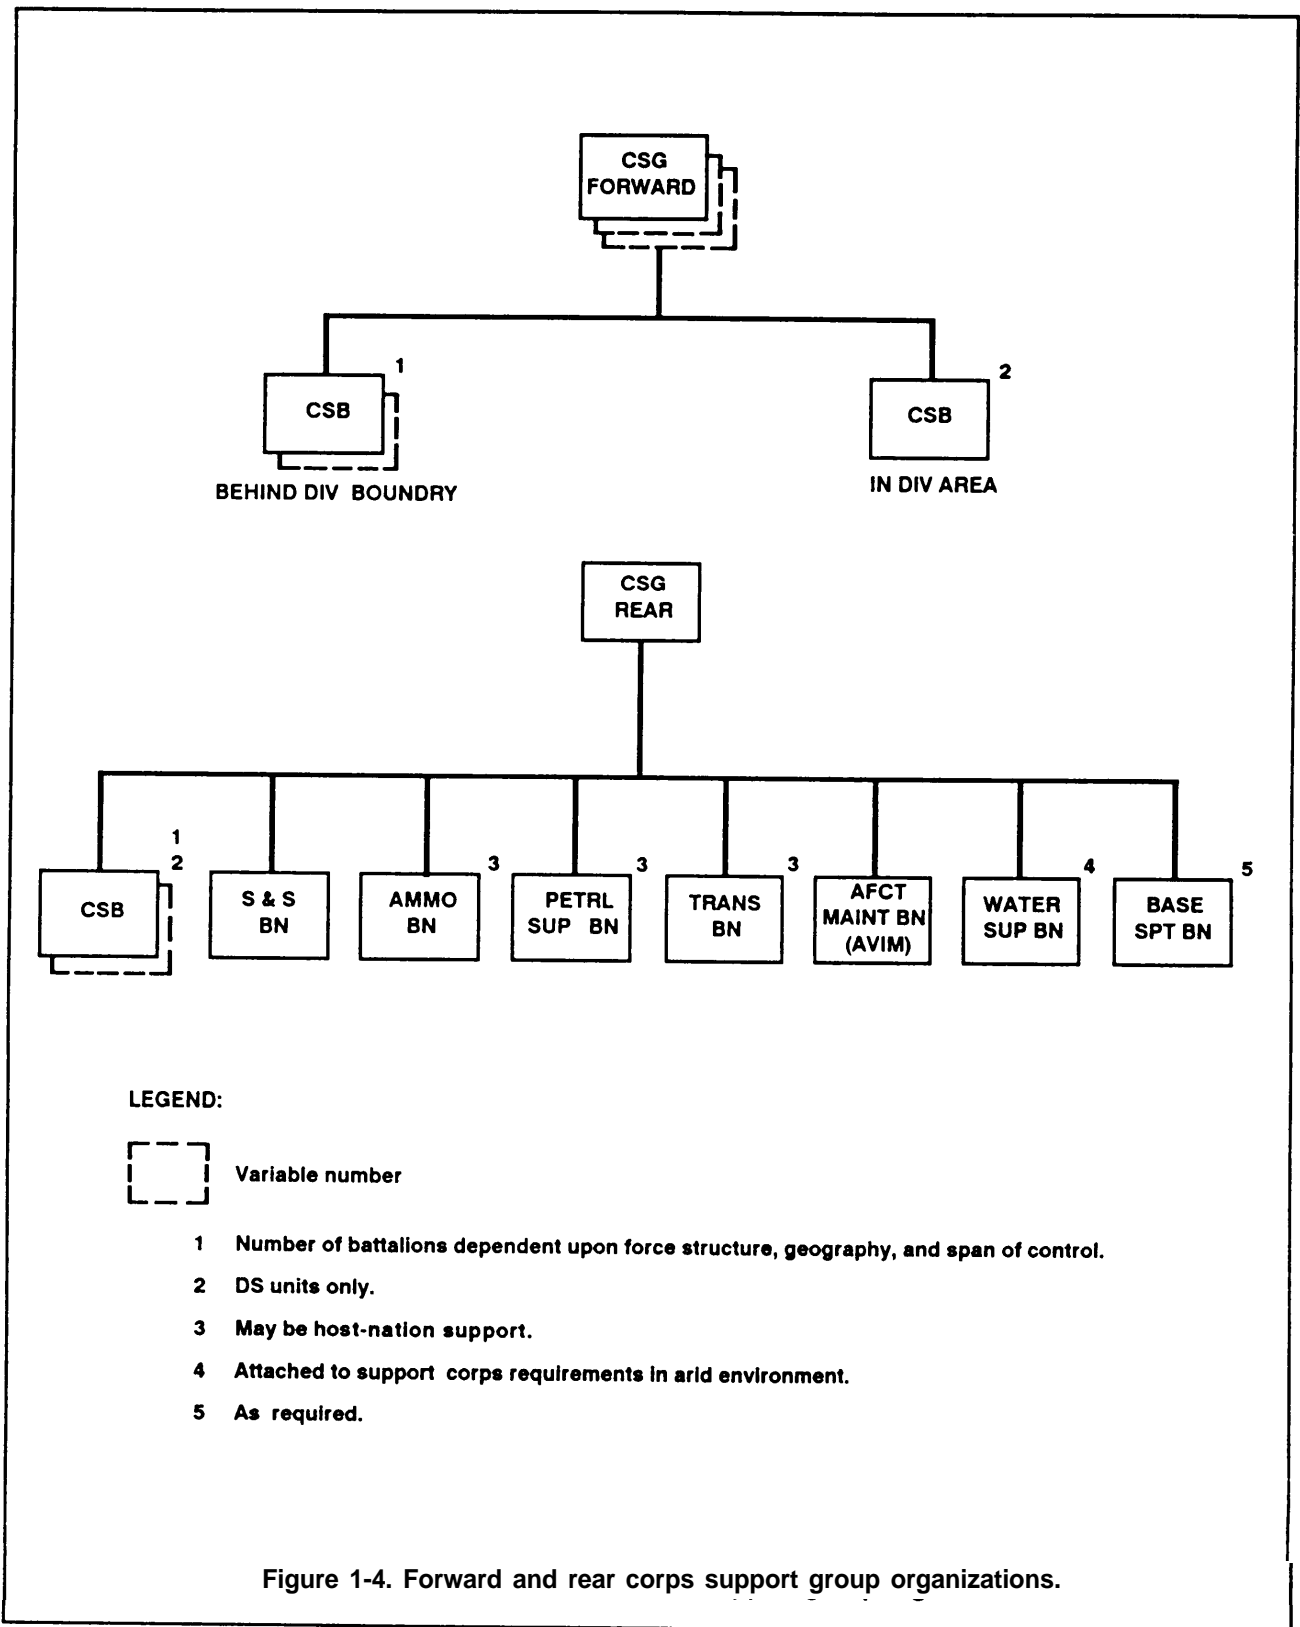 CSG
FORWARD
1
CSB
BEHIND DIV BOUNDRY
2
CSB
IN DIV AREA
CSG
REAR
1
2
CSB
S & S
BN
3
AMMO
BN
3
PETRL
SUP BN
3
TRANS
BN
AFCT
MAINT BN
(AVIM)
4
WATER
SUP BN
5
BASE
SPT BN
LEGEND:
Variable number
1 Number of battalions dependent upon force structure, geography, and span of control.
2 DS units only.
3 May be host-nation support.
4 Attached to support corps requirements in arid environment.
5 As required.
Figure 1-4. Forward and rear corps support group organizations.